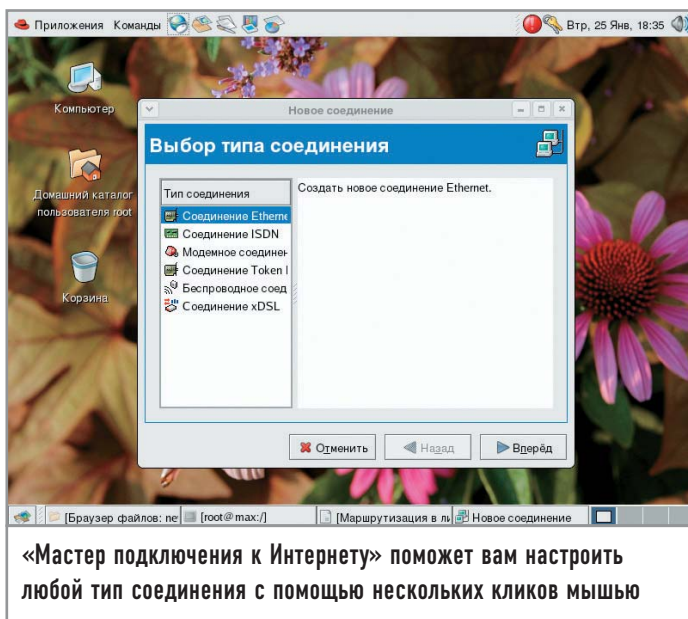 Приложения Команды
Втр, 25 Янв, 18:35
Компьютер
Домашний каталог
пользователя root
Корзина
Новое соединение
Выбор типа соединения
Тип соединения
Соединение Etherne
Соединение ISDN
Модемное соединен
Соединение Token
Беспроводное соед
Соединение xDSL
Создать новое соединение Ethernet.
Отменить
Назад
Вперёд
[Браузер файлов: ne
[root@max:/]
[Маршрутизация в ль
Новое соединение
«Мастер подключения к Интернету» поможет вам настроить
любой тип соединения с помощью нескольких кликов мышью